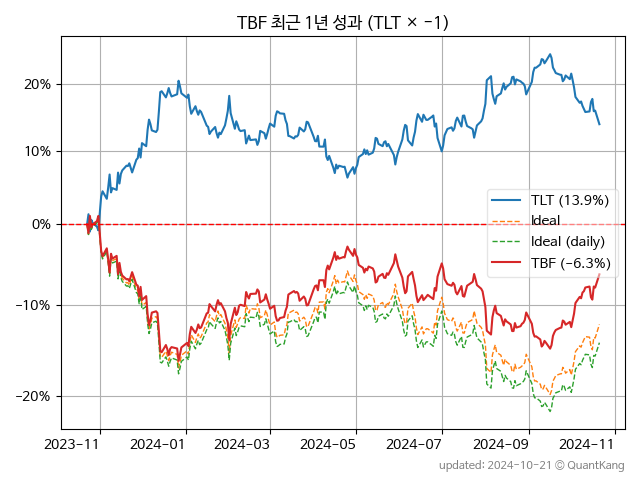 TBF 최근 1년 성과 (TLT × −1)
20%
10%
0%
−10%
−20%
TLT (13.9%)
Ideal
Ideal (daily)
TBF (−6.3%)
2023−11 2024−01 2024−03 2024−05 2024−07 2024−09 2024−11
updated: 2024-10-21 © QuantKang